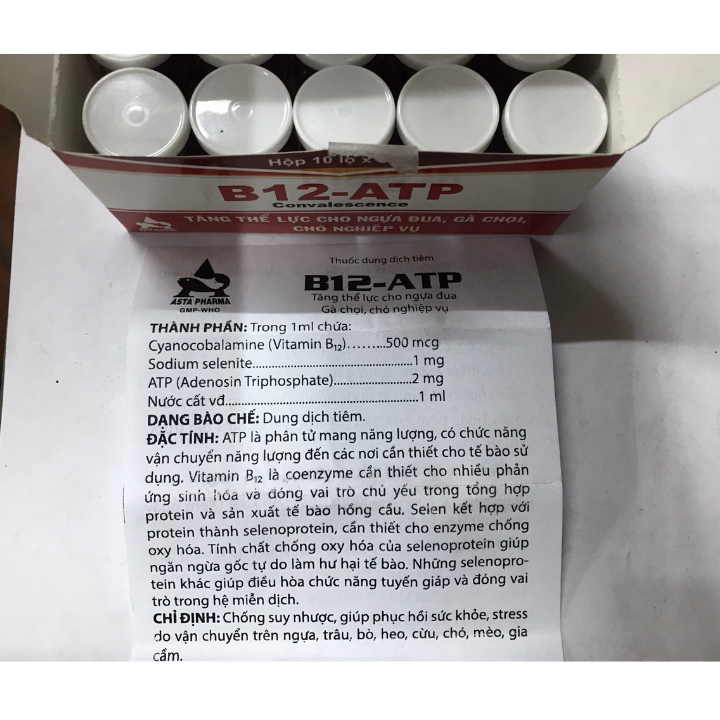 Hộp 10 lọ x
B12-ATP
Convalescence
TĂNG THỂ LỰC CHO NGỰA ĐUA, GÀ CHỌI,
CHÓ NGHIỆP VỤ
Thuốc dung dịch tiêm
B12-ATP
Tăng thể lực cho ngựa đua
Gà chọi, chó nghiệp vụ
ASTA PHARMA
GMP-WHO
THÀNH PHẦN: Trong 1ml chứa:
Cyanocobalamine (Vitamin B₁₂)........500 mcg
Sodium selenite................................................1 mg
ATP (Adenosin Triphosphate)......................2 mg
Nước cất vđ.......................................................1 ml
DẠNG BÀO CHẾ: Dung dịch tiêm.
ĐẶC TÍNH: ATP là phân tử mang năng lượng, có chức năng
vận chuyển năng lượng đến các nơi cần thiết cho tế bào sử
dụng. Vitamin B₁₂ là coenzyme cần thiết cho nhiều phản
ứng sinh hóa và đóng vai trò chủ yếu trong tổng hợp
protein và sản xuất tế bào hồng cầu. Selen kết hợp với
protein thành selenoprotein, cần thiết cho enzyme chống
oxy hóa. Tính chất chống oxy hóa của selenoprotein giúp
ngăn ngừa gốc tự do làm hư hại tế bào. Những selenopro-
tein khác giúp điều hòa chức năng tuyến giáp và đóng vai
trò trong hệ miễn dịch.
CHỈ ĐỊNH: Chống suy nhược, giúp phục hồi sức khỏe, stress
do vận chuyển trên ngựa, trâu, bò, heo, cừu, chó, mèo, gia
cầm.